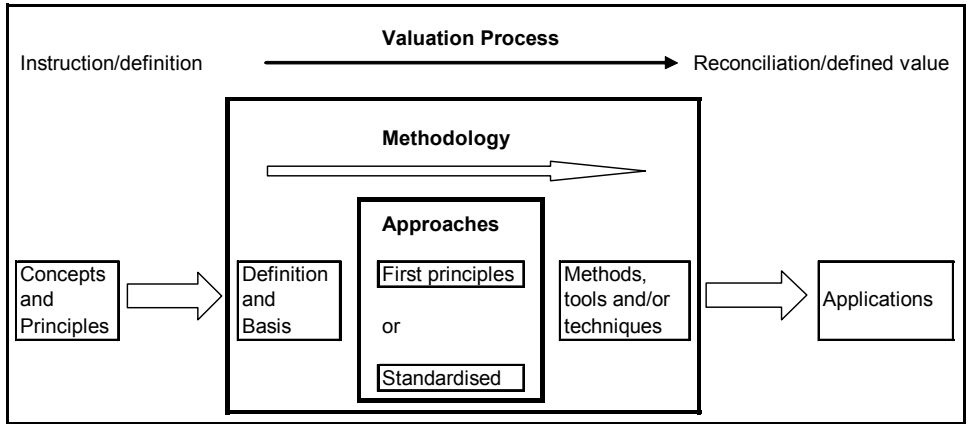 Valuation Process
Instruction/definition
Reconciliation/defined value
Methodology
Approaches
Concepts
and
Principles
Definition
and
Basis
First principles
or
Standardised
Methods,
tools and/or
techniques
Applications